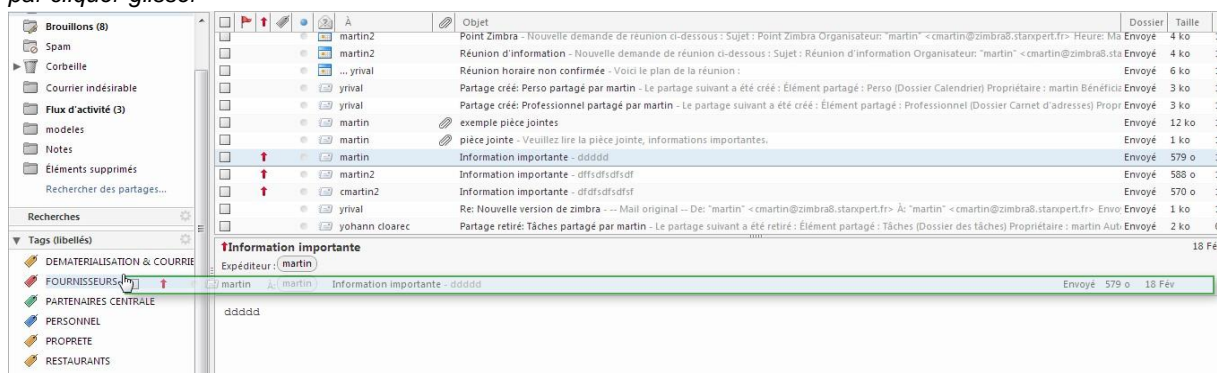 par cliquer-glisser
Brouillons (8)
Spam
Corbeille
Courrier indésirable
Flux d'activité (3)
modeles
Notes
Éléments supprimés
Rechercher des partages...
Recherches
Tags (libellés)
DEMATERIALISATION & COURRIE
FOURNISSEURS
PARTENAIRES CENTRALE
PERSONNEL
PROPRETE
RESTAURANTS
À Objet Dossier Taille
martin2 Point Zimbra - Nouvelle demande de réunion ci-dessous : Sujet : Point Zimbra Organisateur: "martin" <cmartin@zimbra8.starxpert.fr> Heure: Ma Envoyé 4 ko
martin2 Réunion d'information - Nouvelle demande de réunion ci-dessous : Sujet : Réunion d'information Organisateur: "martin" <cmartin@zimbra8.sta Envoyé 4 ko
... yrival Réunion horaire non confirmée - Voici le plan de la réunion : Envoyé 6 ko
yrival Partage créé: Perso partagé par martin - Le partage suivant a été créé : Élément partagé : Perso (Dossier Calendrier) Propriétaire : martin Bénéficia Envoyé 3 ko
yrival Partage créé: Professionnel partagé par martin - Le partage suivant a été créé : Élément partagé : Professionnel (Dossier Carnet d'adresses) Propr Envoyé 3 ko
martin exemple pièce jointes Envoyé 12 ko
martin pièce jointe - Veuillez lire la pièce jointe, informations importantes. Envoyé 1 ko
martin Information importante - ddddd Envoyé 579 o
martin2 Information importante - dffsdfsdfsdf Envoyé 588 o
cmartin2 Information importante - dfdfsdfsdfsf Envoyé 570 o
yrival Re: Nouvelle version de zimbra - -- Mail original -- De: "martin" <cmartin@zimbra8.starxpert.fr> À: "martin" <cmartin@zimbra8.starxpert.fr> Envo Envoyé 1 ko
yohann cloarec Partage retiré: Tâches partagé par martin - Le partage suivant a été retiré : Élément partagé : Tâches (Dossier des tâches) Propriétaire : martin Aut Envoyé 2 ko
Information importante 18 Fé
Expéditeur : martin
martin À: martin Information importante - ddddd Envoyé 579 o 18 Fév
ddddd